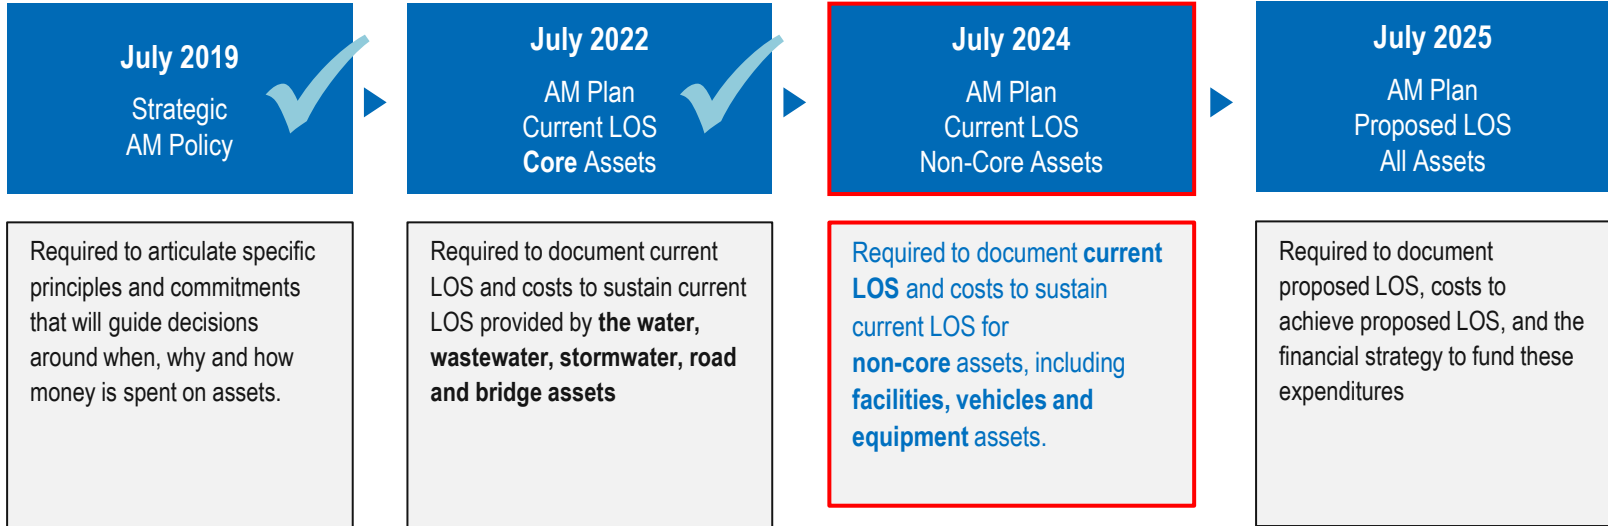 July 2019
Strategic
AM Policy
July 2022
AM Plan
Current LOS
Core Assets
July 2024
AM Plan
Current LOS
Non-Core Assets
July 2025
AM Plan
Proposed LOS
All Assets
Required to articulate specific
principles and commitments
that will guide decisions
around when, why and how
money is spent on assets.
Required to document current
LOS and costs to sustain current
LOS provided by the water,
wastewater, stormwater, road
and bridge assets
Required to document current
LOS and costs to sustain
current LOS for
non-core assets, including
facilities, vehicles and
equipment assets.
Required to document
proposed LOS, costs to
achieve proposed LOS, and the
financial strategy to fund these
expenditures